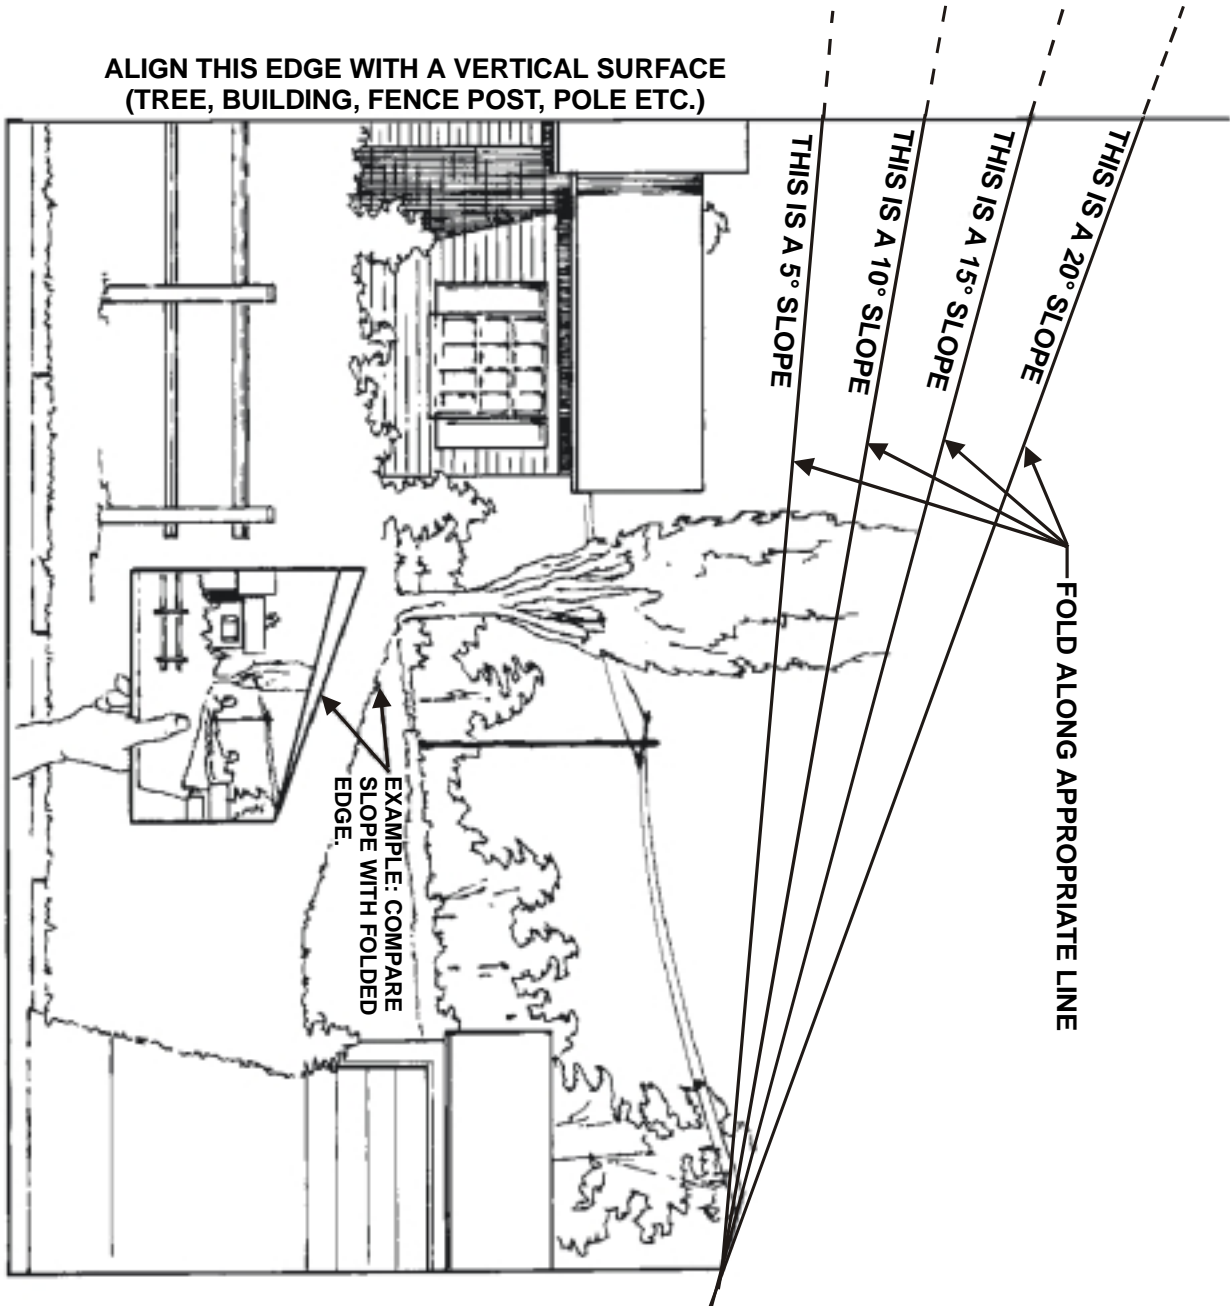 ALIGN THIS EDGE WITH A VERTICAL SURFACE
(TREE, BUILDING, FENCE POST, POLE ETC.)
THIS IS A 5° SLOPE
THIS IS A 10° SLOPE
THIS IS A 15° SLOPE
THIS IS A 20° SLOPE
FOLD ALONG APPROPRIATE LINE
EXAMPLE: COMPARE
SLOPE WITH FOLDED
EDGE.